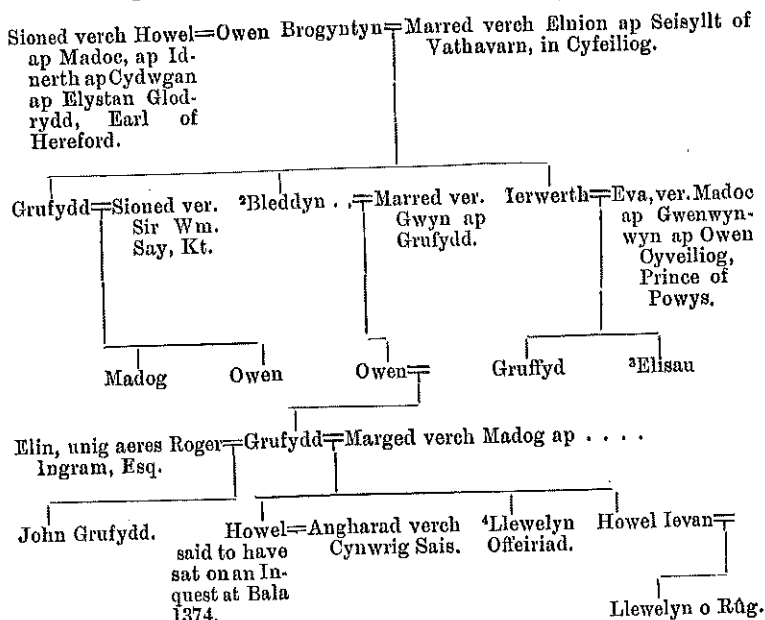 Sioned verch Howel=Owen Brogyntyn=Marred verch Elnion ap Seisyllt of
ap Madoc, ap Id-
nerth ap Cydwgan
ap Elystan Glod-
rydd, Earl of
Hereford.
Vathavarn, in Cyfeiliog.
Grufydd=Sioned ver.
Sir Wm.
Say, Kt.
²Bleddyn . .=Marred ver.
Gwyn ap
Grufydd.
Ierwerth=Eva, ver. Madoc
ap Gwenwyn-
wyn ap Owen
Cyveiliog,
Prince of
Powys.
Madog
Owen
Owen=
Gruffyd
³Elisau
Elin, unig aeres Roger=Grufydd=Marged verch Madog ap . . . .
Ingram, Esq.
John Grufydd.
Howel=Angharad verch
said to have
sat on an In-
quest at Bala
1374.
Cynwrig Sais.
⁴Llewelyn
Offeiriad.
Howel Ievan=
Llewelyn o Rûg.